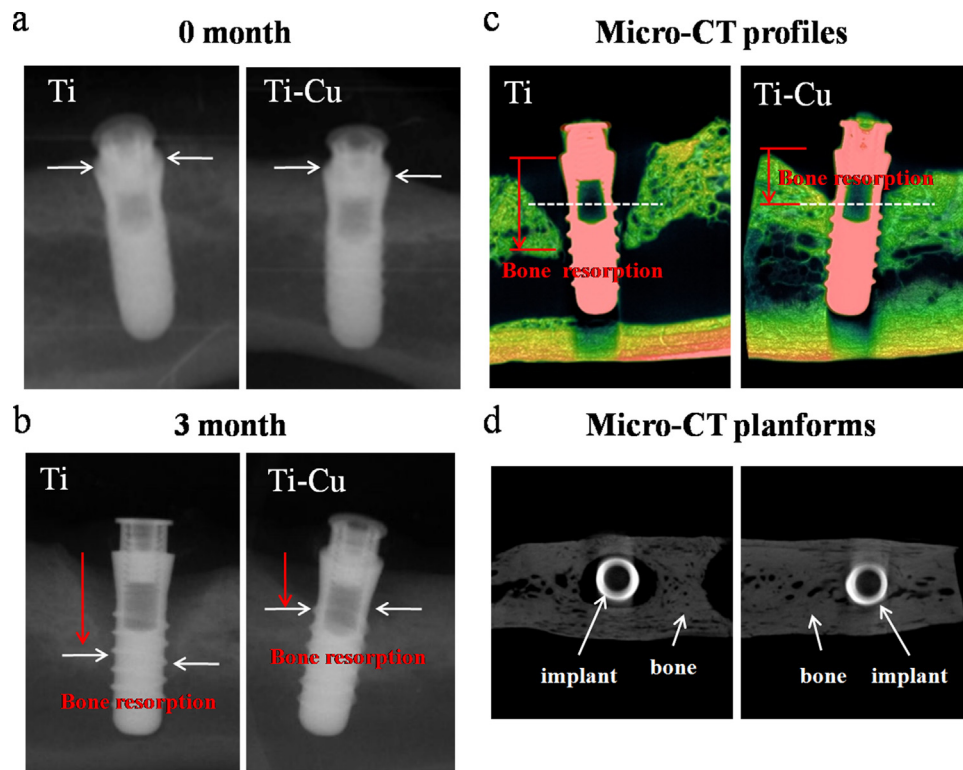 a
0 month
Ti
Ti-Cu
b
3 month
Ti
Bone resorption
Ti-Cu
Bone resorption
c
Micro-CT profiles
Ti
Bone resorption
Ti-Cu
Bone resorption
d
Micro-CT planforms
implant
bone
bone
implant